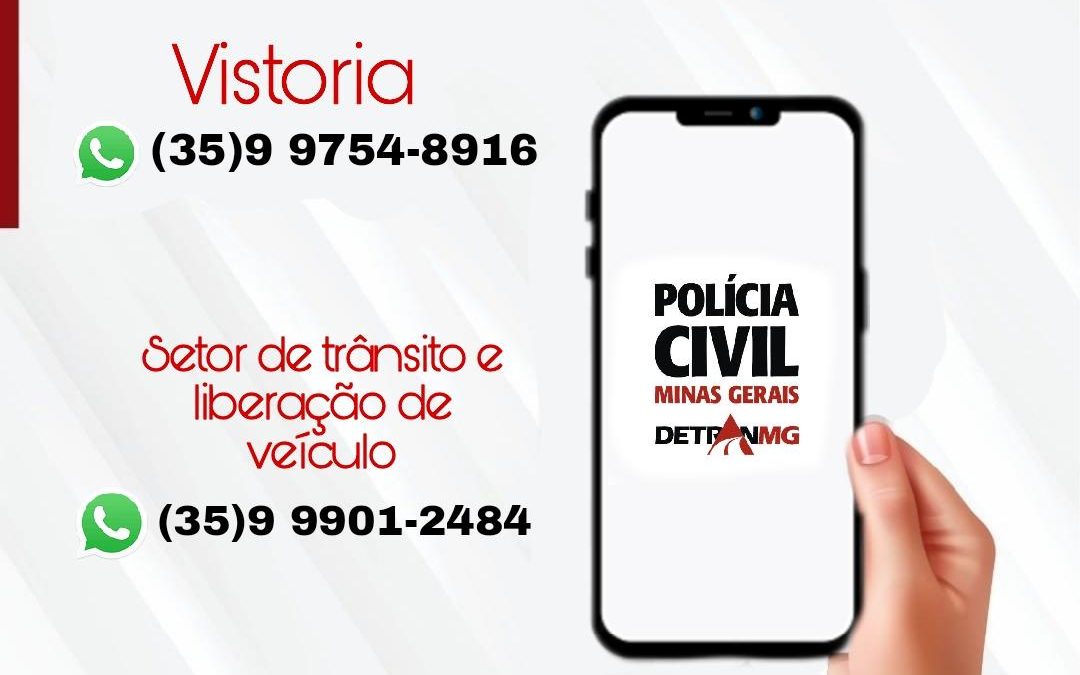 Vistoria
(35)9 9754-8916
Setor de trânsito e
liberação de
veículo
(35)9 9901-2484
POLÍCIA
CIVIL
MINAS GERAIS
DETRANMG